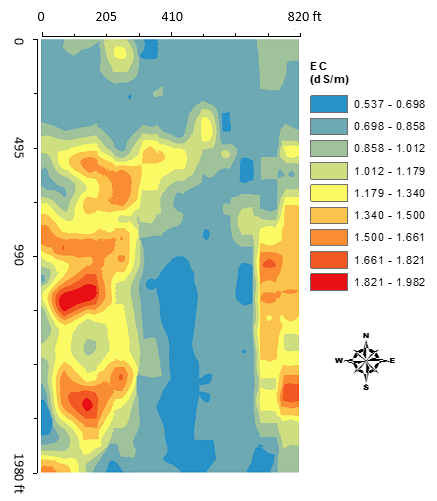 0 205 410 820 ft
0
495
990
1980 ft
EC
(dS/m)
0.537 - 0.698
0.698 - 0.858
0.858 - 1.012
1.012 - 1.179
1.179 - 1.340
1.340 - 1.500
1.500 - 1.661
1.661 - 1.821
1.821 - 1.982
N
W E
S